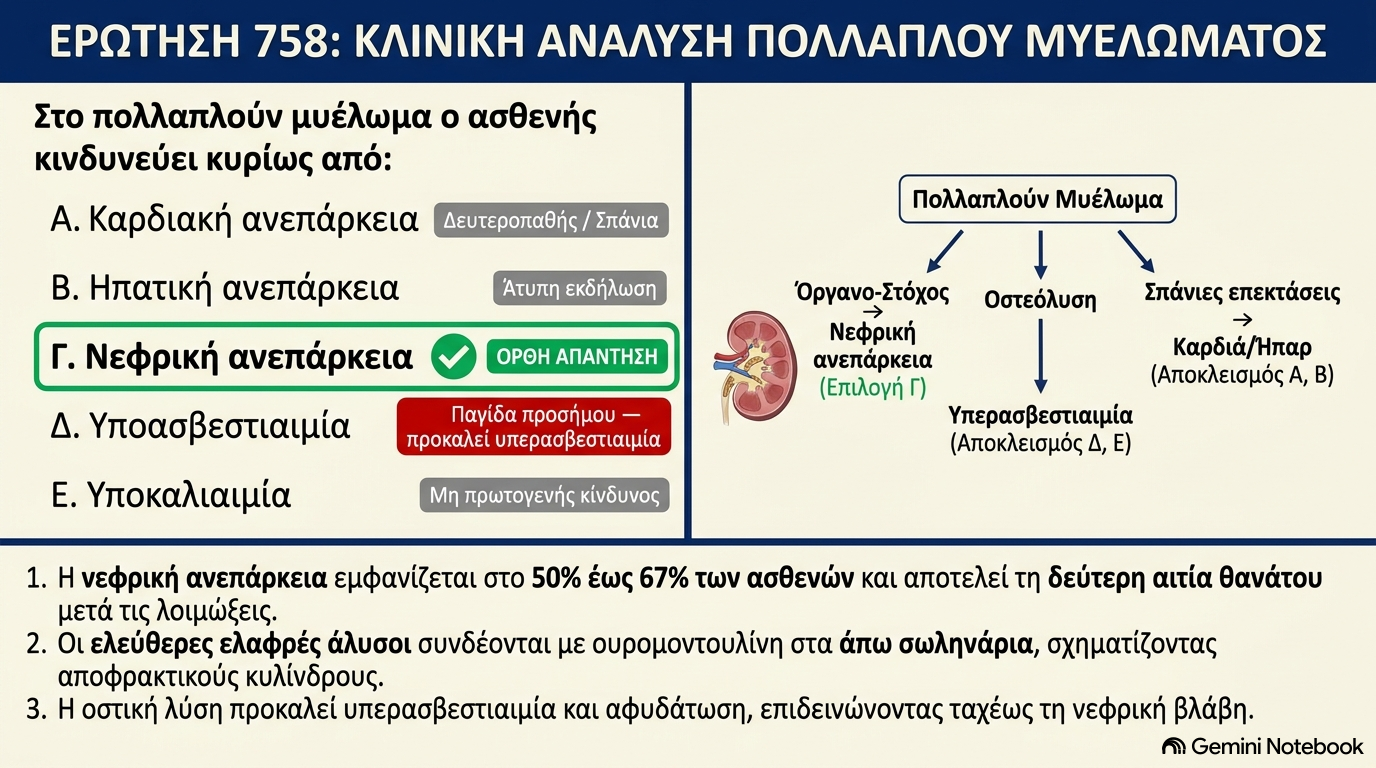 ΕΡΩΤΗΣΗ 758: ΚΛΙΝΙΚΗ ΑΝΑΛΥΣΗ ΠΟΛΛΑΠΛΟΥ ΜΥΕΛΩΜΑΤΟΣ
Στο πολλαπλούν μυέλωμα ο ασθενής
κινδυνεύει κυρίως από:
Α. Καρδιακή ανεπάρκεια
Δευτεροπαθής / Σπάνια
Β. Ηπατική ανεπάρκεια
Άτυπη εκδήλωση
Γ. Νεφρική ανεπάρκεια
ΟΡΘΗ ΑΠΑΝΤΗΣΗ
Δ. Υποασβεστιαιμία
Παγίδα προσήμου —
προκαλεί υπερασβεστιαιμία
Ε. Υποκαλιαιμία
Μη πρωτογενής κίνδυνος
Πολλαπλούν Μυέλωμα
Όργανο-Στόχος
→
Νεφρική
ανεπάρκεια
(Επιλογή Γ)
Οστεόλυση
Υπερασβεστιαιμία
(Αποκλεισμός Δ, Ε)
Σπάνιες επεκτάσεις
→
Καρδιά/Ήπαρ
(Αποκλεισμός Α, Β)
1. Η νεφρική ανεπάρκεια εμφανίζεται στο 50% έως 67% των ασθενών και αποτελεί τη δεύτερη αιτία θανάτου
μετά τις λοιμώξεις.
2. Οι ελεύθερες ελαφρές άλυσοι συνδέονται με ουρομοντουλίνη στα άπω σωληνάρια, σχηματίζοντας
αποφρακτικούς κυλίνδρους.
3. Η οστική λύση προκαλεί υπερασβεστιαιμία και αφυδάτωση, επιδεινώνοντας ταχέως τη νεφρική βλάβη.
Gemini Notebook